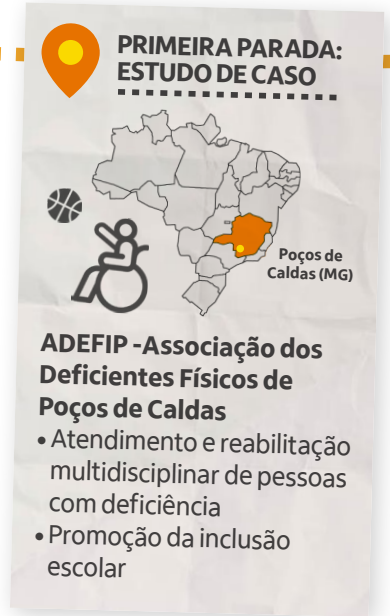 PRIMEIRA PARADA:
ESTUDO DE CASO
Poços de
Caldas (MG)
ADEFIP -Associação dos
Deficientes Físicos de
Poços de Caldas
• Atendimento e reabilitação
multidisciplinar de pessoas
com deficiência
• Promoção da inclusão
escolar